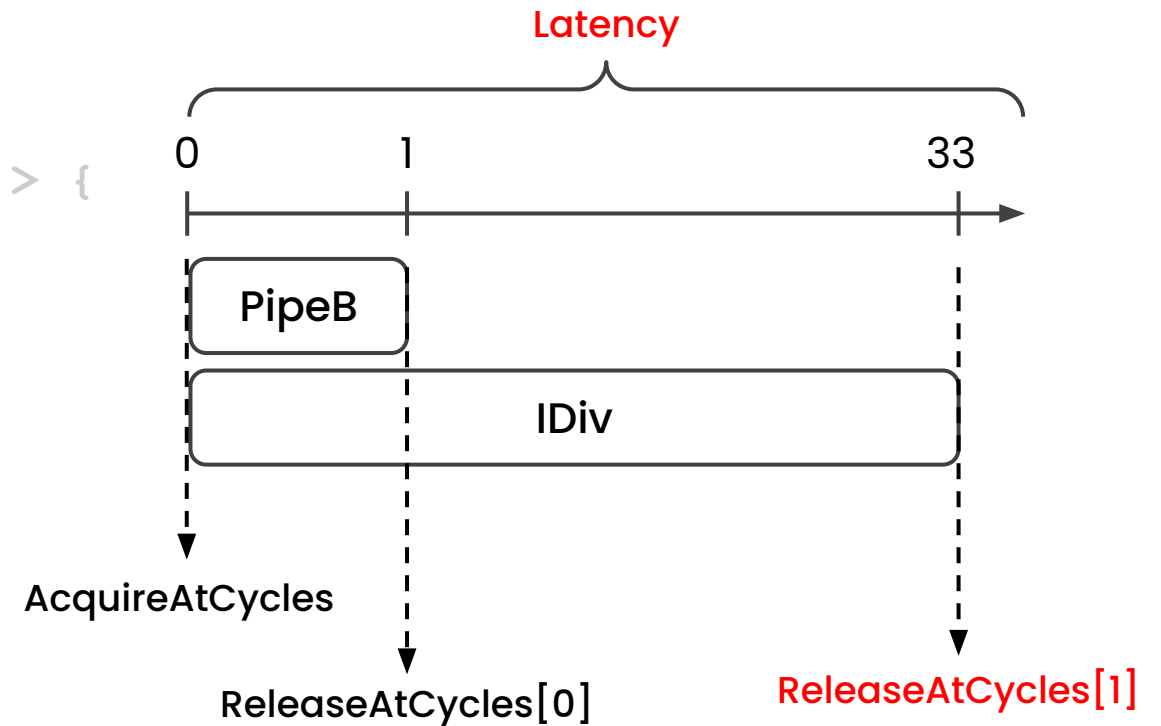 Latency
0 1 33
> {
PipeB
IDiv
AcquireAtCycles
ReleaseAtCycles[1]
ReleaseAtCycles[0]